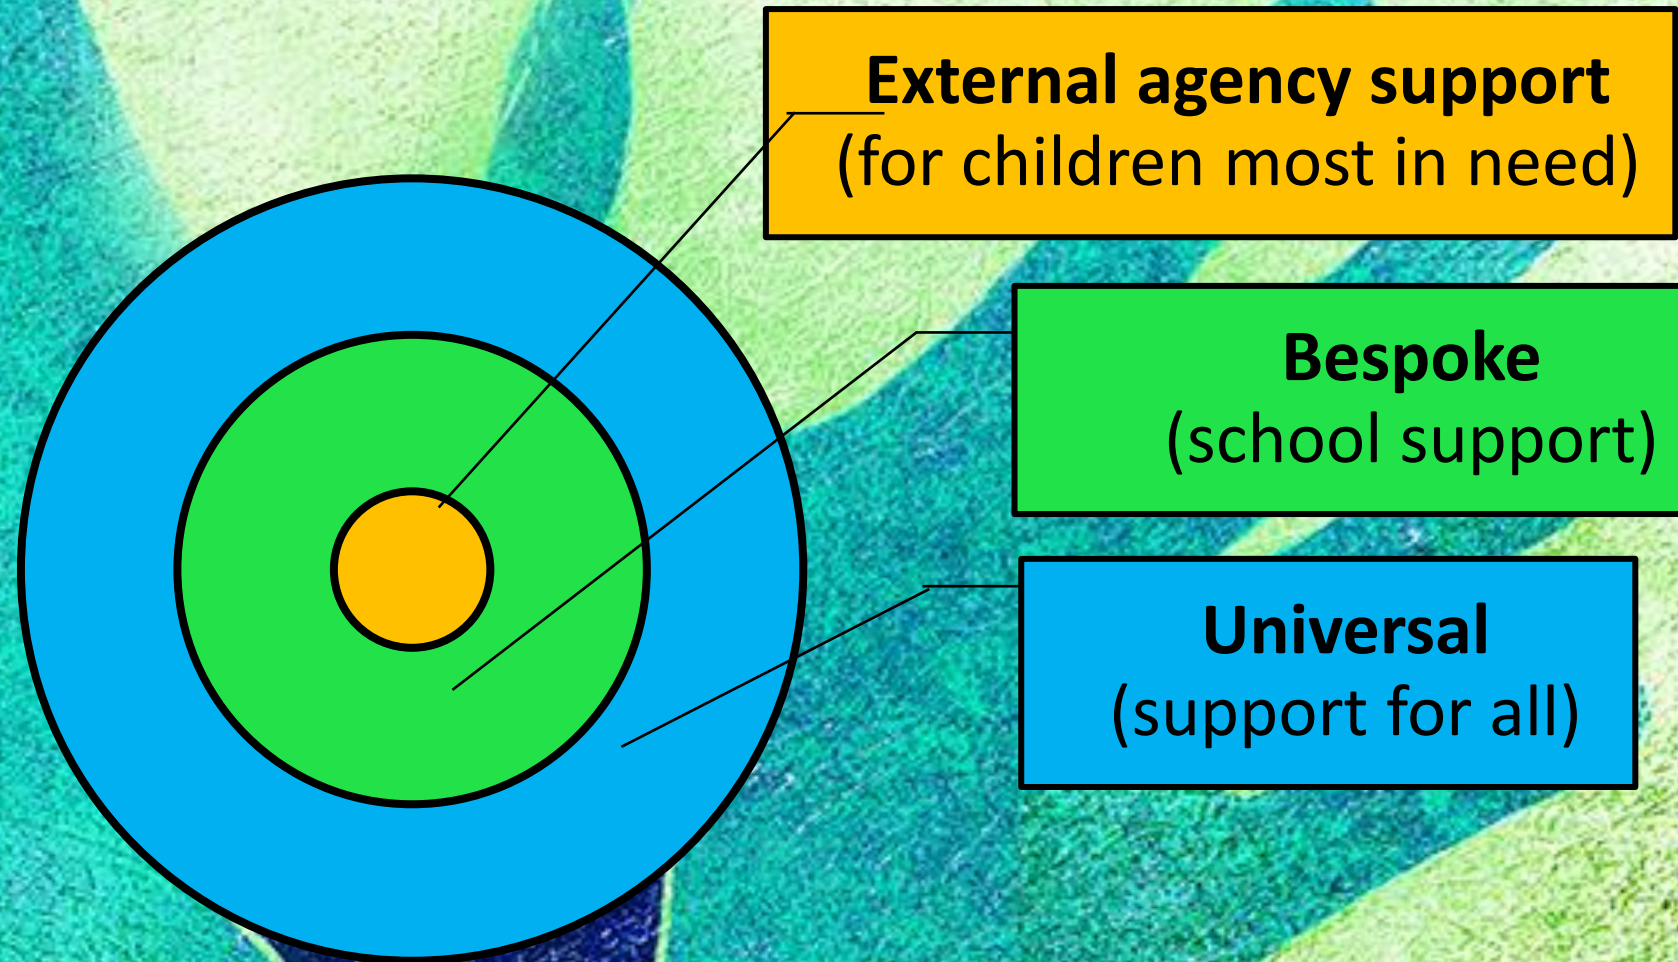 External agency support
(for children most in need)
Bespoke
(school support)
Universal
(support for all)